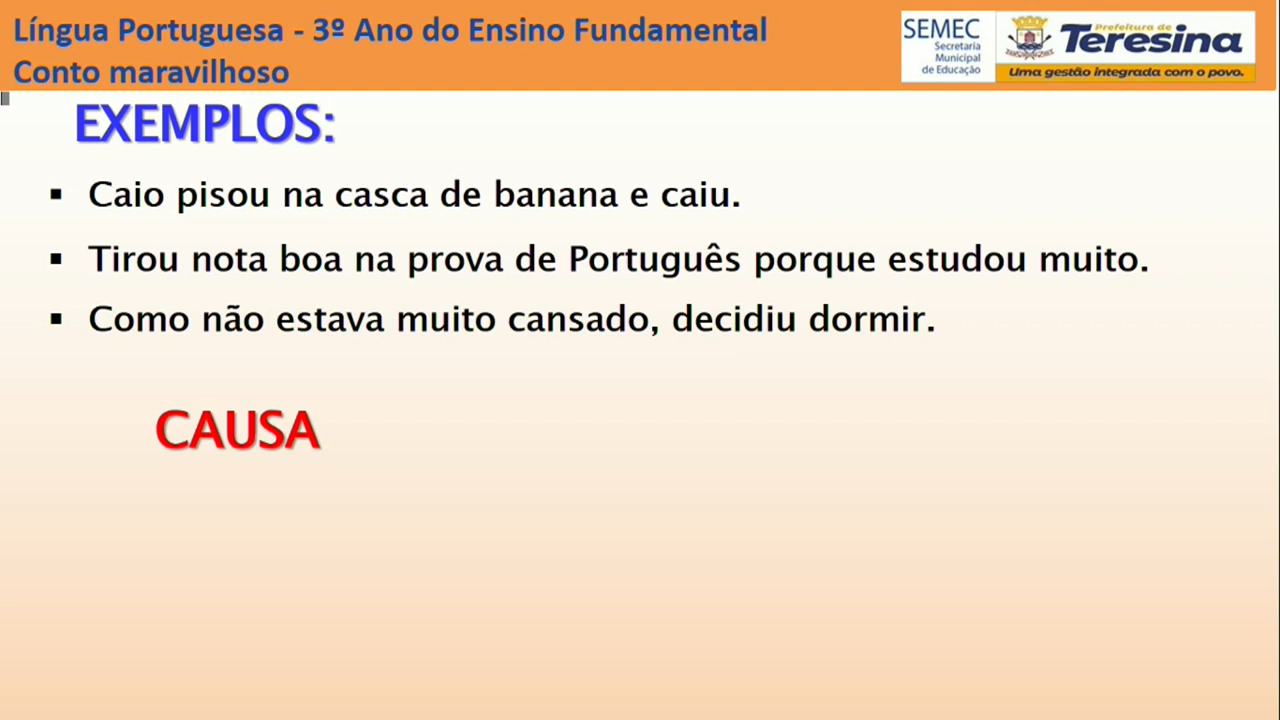 Língua Portuguesa - 3º Ano do Ensino Fundamental
Conto maravilhoso
SEMEC
Secretaria
Municipal
de Educação
Prefeitura de
Teresina
Uma gestão integrada com o povo.
EXEMPLOS:
▪ Caio pisou na casca de banana e caiu.
▪ Tirou nota boa na prova de Português porque estudou muito.
▪ Como não estava muito cansado, decidiu dormir.
CAUSA